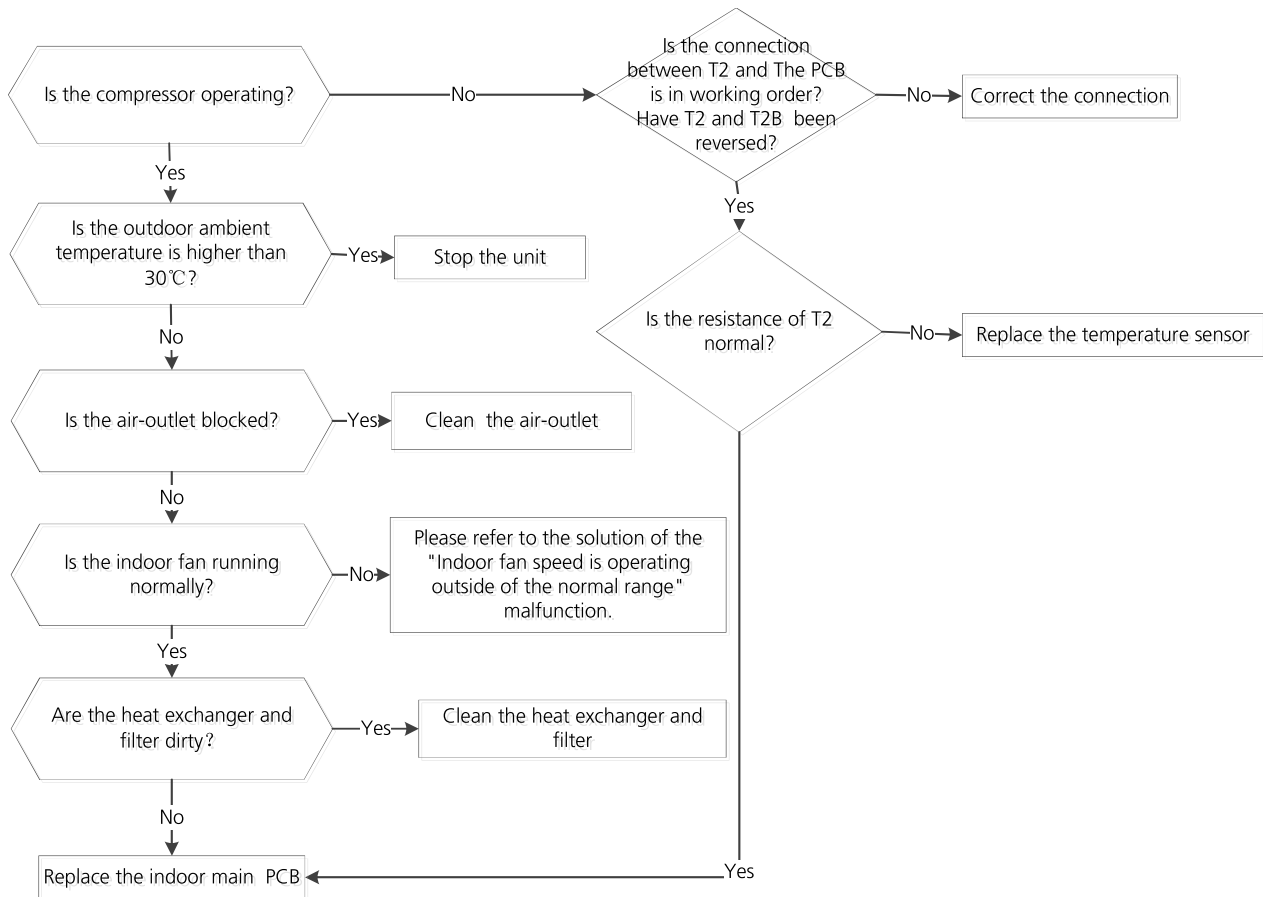 Is the compressor operating?
No
Is the connection
between T2 and The PCB
is in working order?
Have T2 and T2B been
reversed?
No
Correct the connection
Yes
Yes
Is the outdoor ambient
temperature is higher than
30℃?
Yes
Stop the unit
No
Is the resistance of T2
normal?
No
Replace the temperature sensor
Is the air-outlet blocked?
Yes
Clean the air-outlet
No
Is the indoor fan running
normally?
No
Please refer to the solution of the
"Indoor fan speed is operating
outside of the normal range"
malfunction.
Yes
Are the heat exchanger and
filter dirty?
Yes
Clean the heat exchanger and
filter
No
Yes
Replace the indoor main PCB